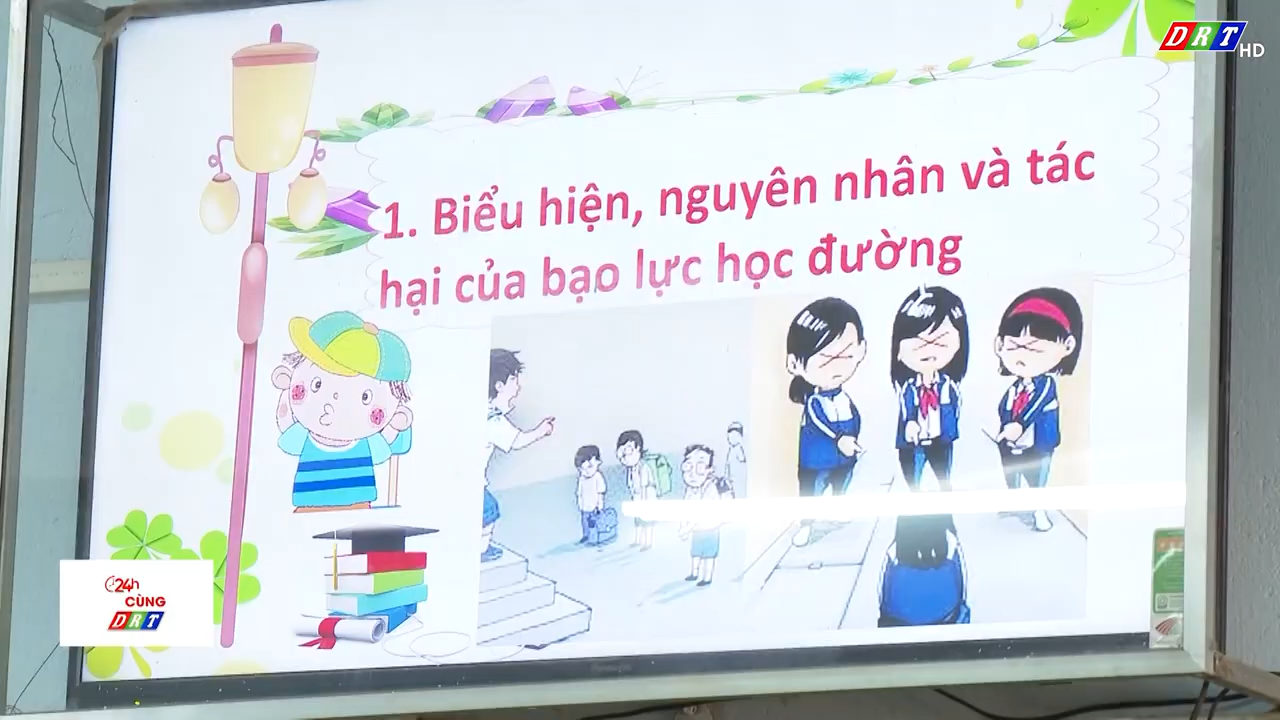 DRT HD
1. Biểu hiện, nguyên nhân và tác
hại của bạo lực học đường
24h
CÙNG
DRT